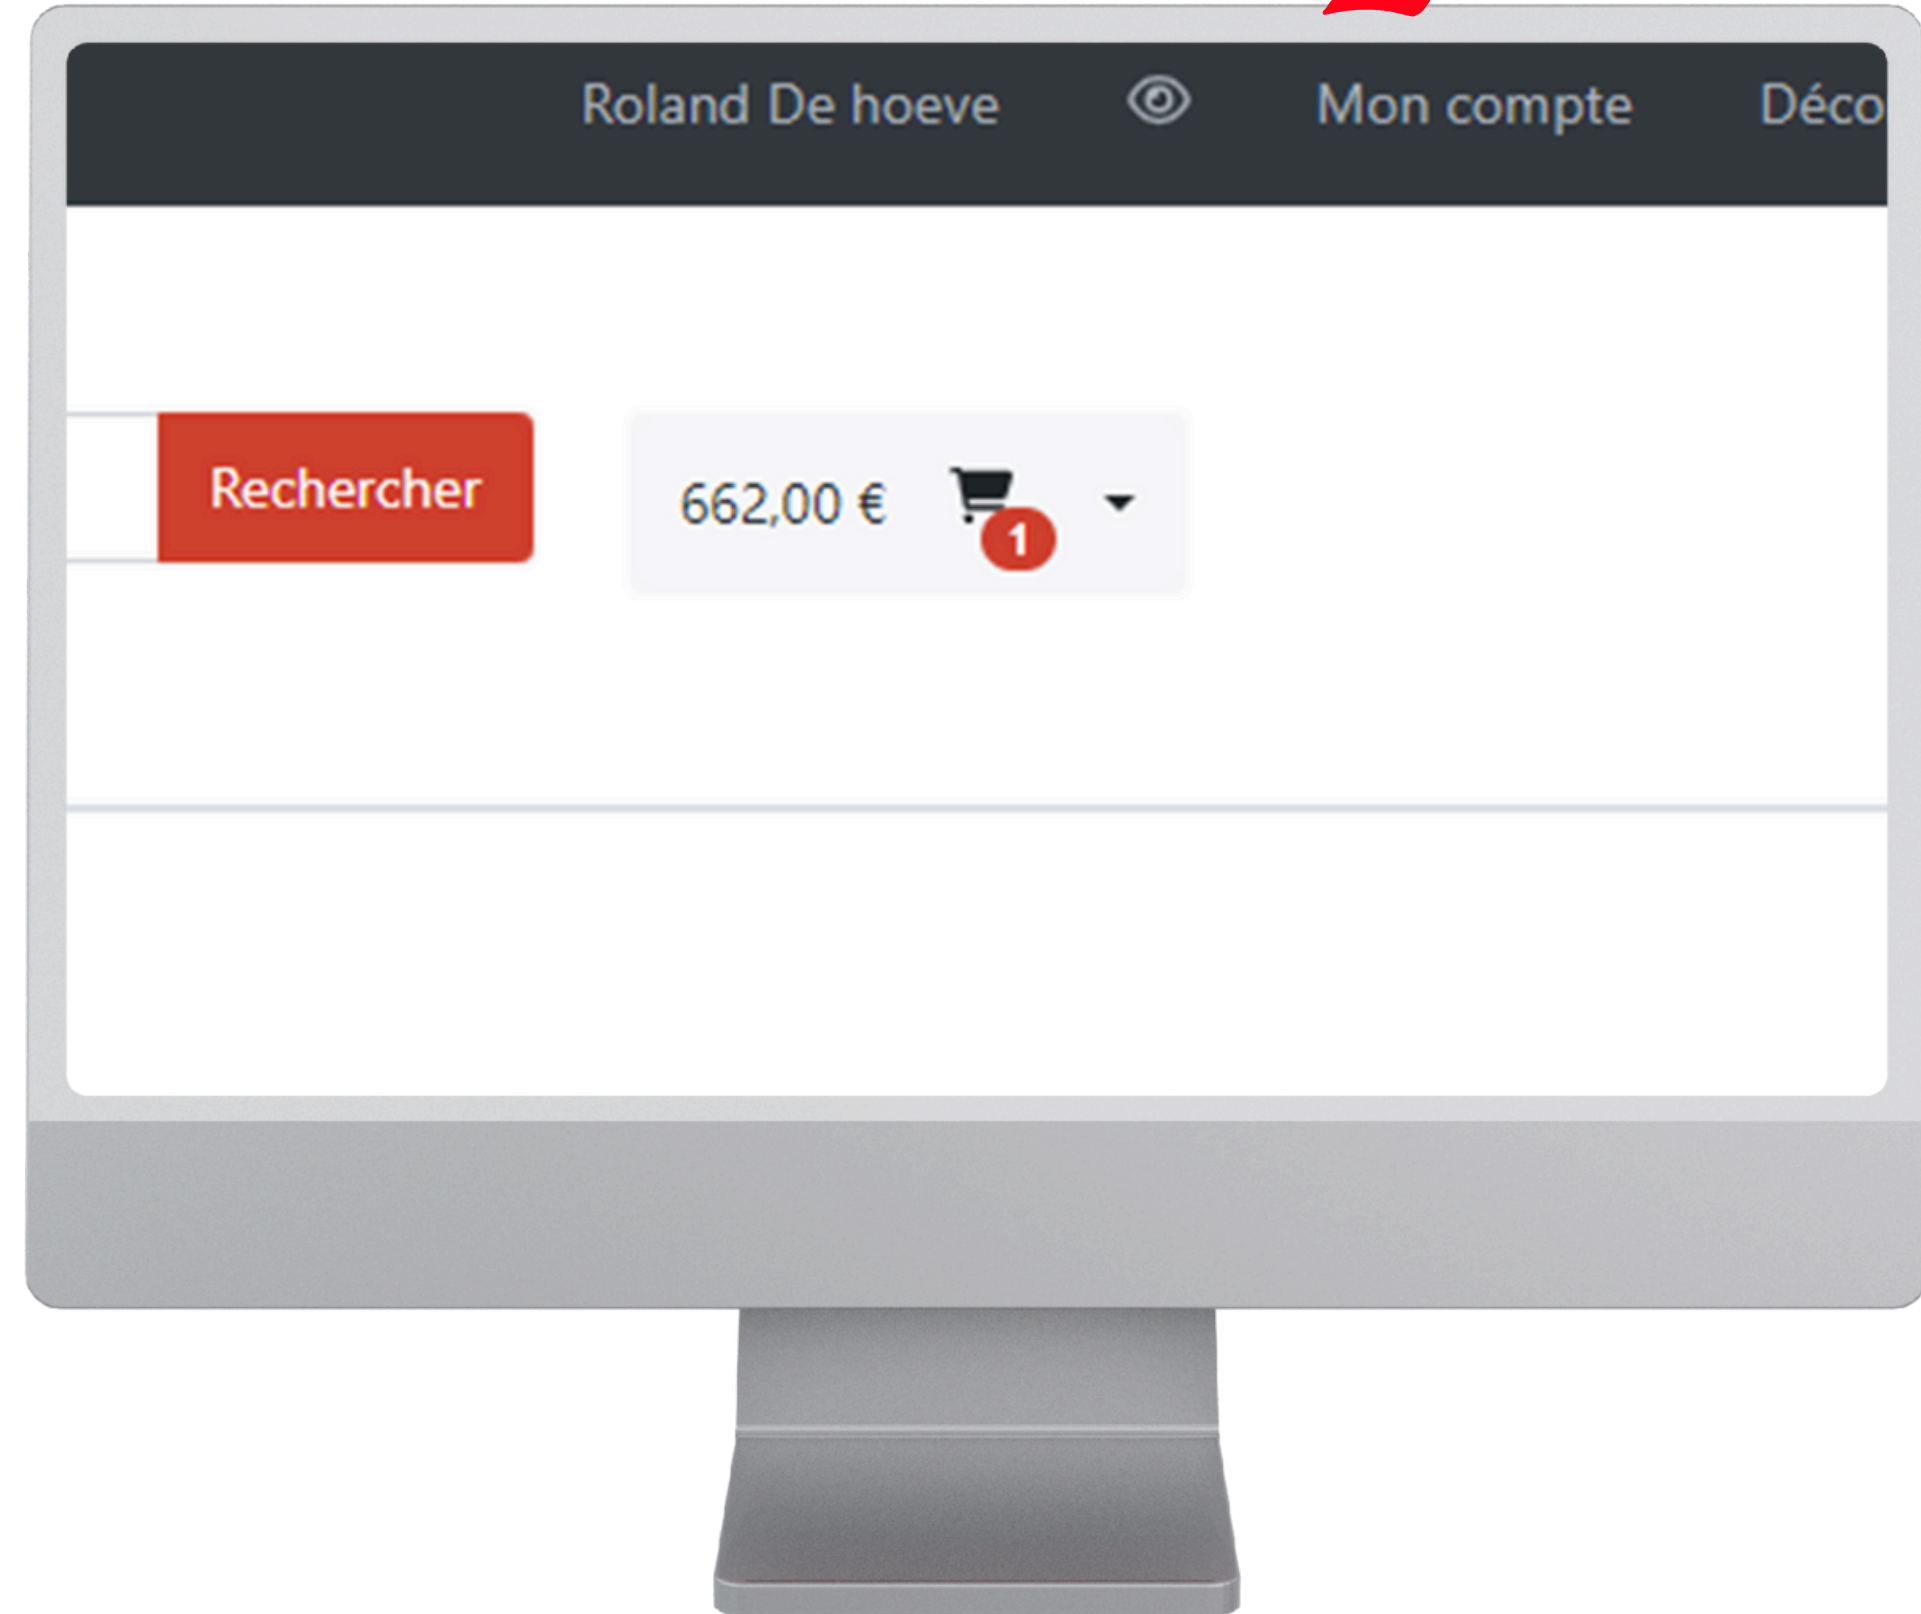 Roland De hoeve Mon compte Déco
Rechercher 662,00 € 1